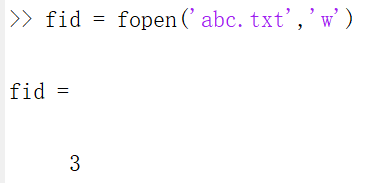 >> fid = fopen('abc.txt','w')
fid =
3